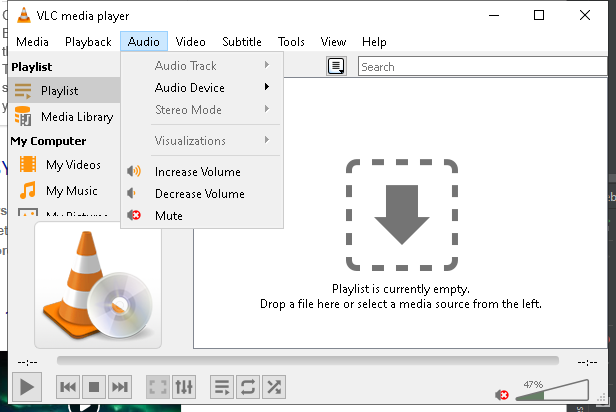 VLC media player
Media Playback Audio Video Subtitle Tools View Help
Playlist
Playlist
Media Library
My Computer
My Videos
My Music
My Pictures
Audio Track
Audio Device
Stereo Mode
Visualizations
Increase Volume
Decrease Volume
Mute
Search
Playlist is currently empty.
Drop a file here or select a media source from the left.
--:-- --:--
47%